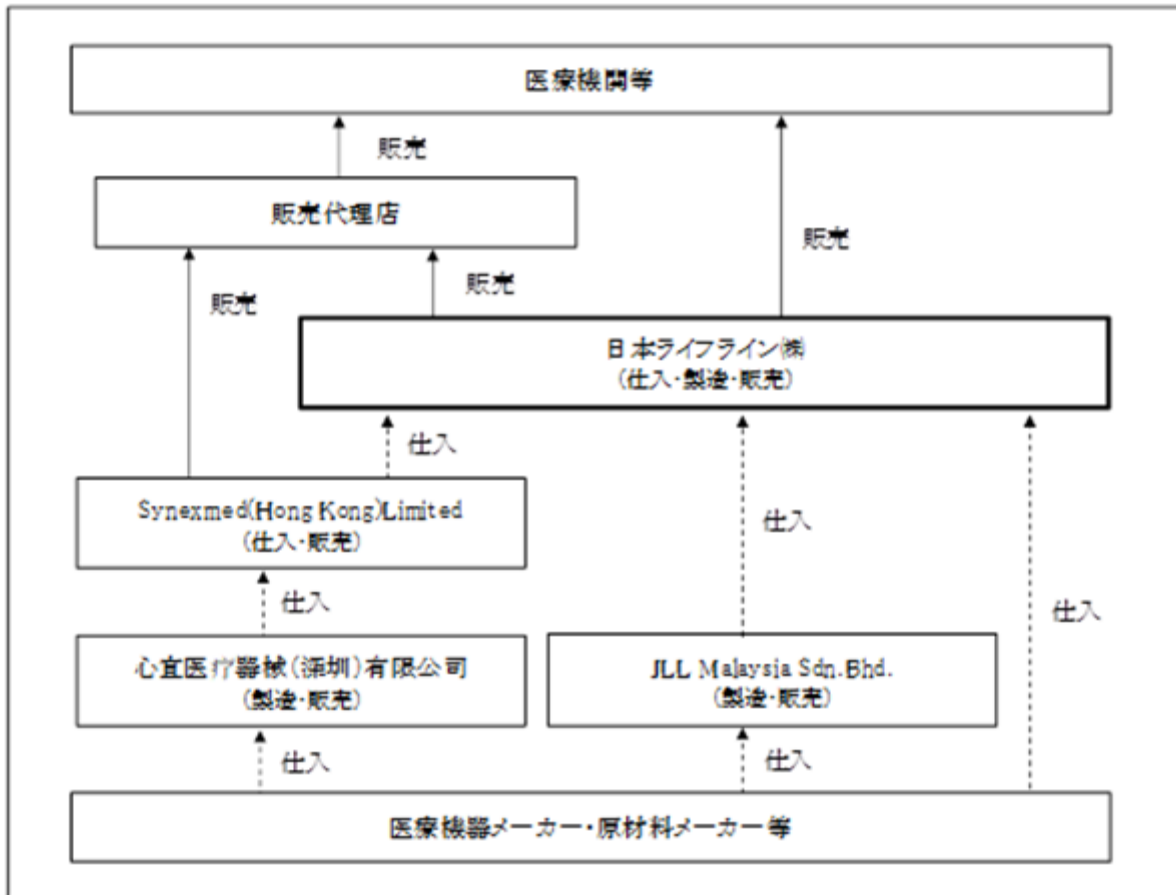 医療機関等
販売
販売代理店
販売
販売
販売
日本ライフライン㈱
(仕入・製造・販売)
仕入
Synexmed(Hong Kong)Limited
(仕入・販売)
仕入
仕入
仕入
心宜医疗器械(深圳)有限公司
(製造・販売)
JLL Malaysia Sdn.Bhd.
(製造・販売)
仕入
仕入
医療機器メーカー・原材料メーカー等